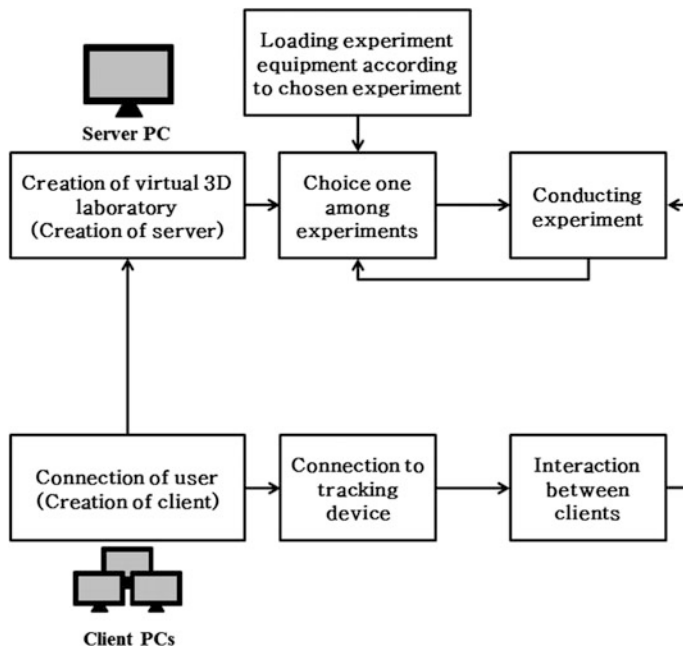 Loading experiment
equipment according
to chosen experiment
Server PC
Creation of virtual 3D
laboratory
(Creation of server)
Choice one
among
experiments
Conducting
experiment
Connection of user
(Creation of client)
Connection to
tracking
device
Interaction
between
clients
Client PCs